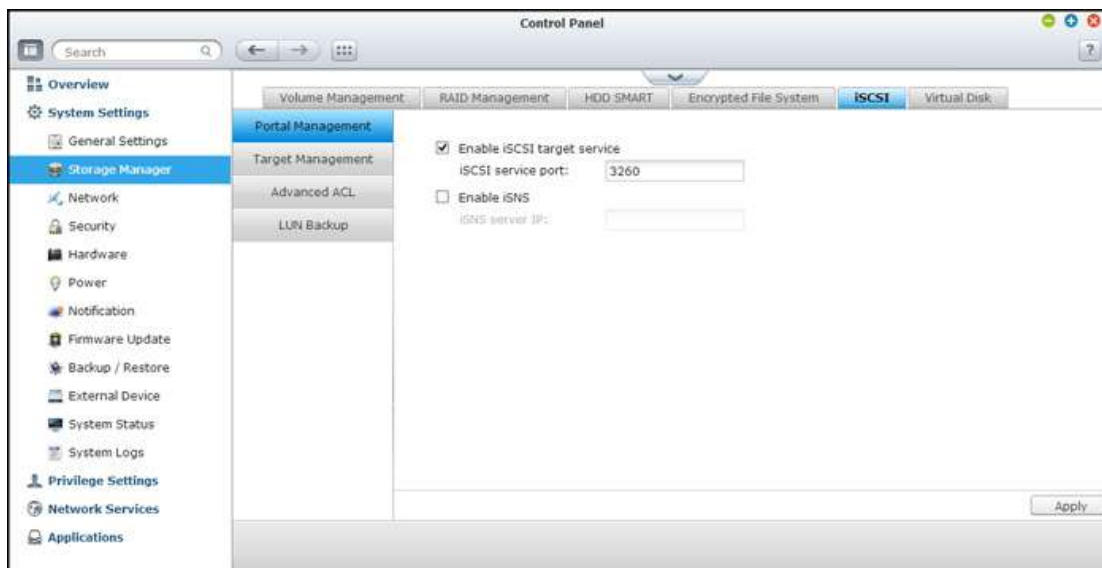 Control Panel
Search
?
Overview
System Settings
General Settings
Storage Manager
Network
Security
Hardware
Power
Notification
Firmware Update
Backup / Restore
External Device
System Status
System Logs
Privilege Settings
Network Services
Applications
Volume Management
RAID Management
HDD SMART
Encrypted File System
iSCSI
Virtual Disk
Portal Management
Target Management
Advanced ACL
LUN Backup
Enable iSCSI target service
iSCSI service port: 3260
Enable iSNS
iSNS server IP:
Apply